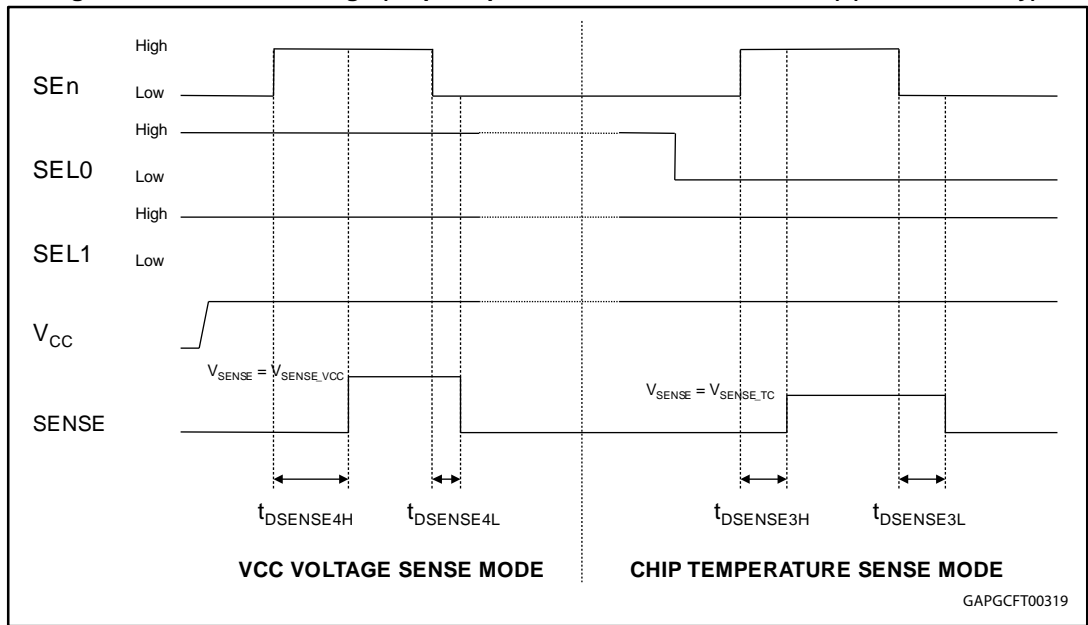 High
SEn
Low
High
SEL0
Low
High
SEL1
Low
VCC
VSENSE = VSENSE_VCC
VSENSE = VSENSE_TC
SENSE
tDSENSE4H tDSENSE4L tDSENSE3H tDSENSE3L
VCC VOLTAGE SENSE MODE CHIP TEMPERATURE SENSE MODE
GAPGCFT00319